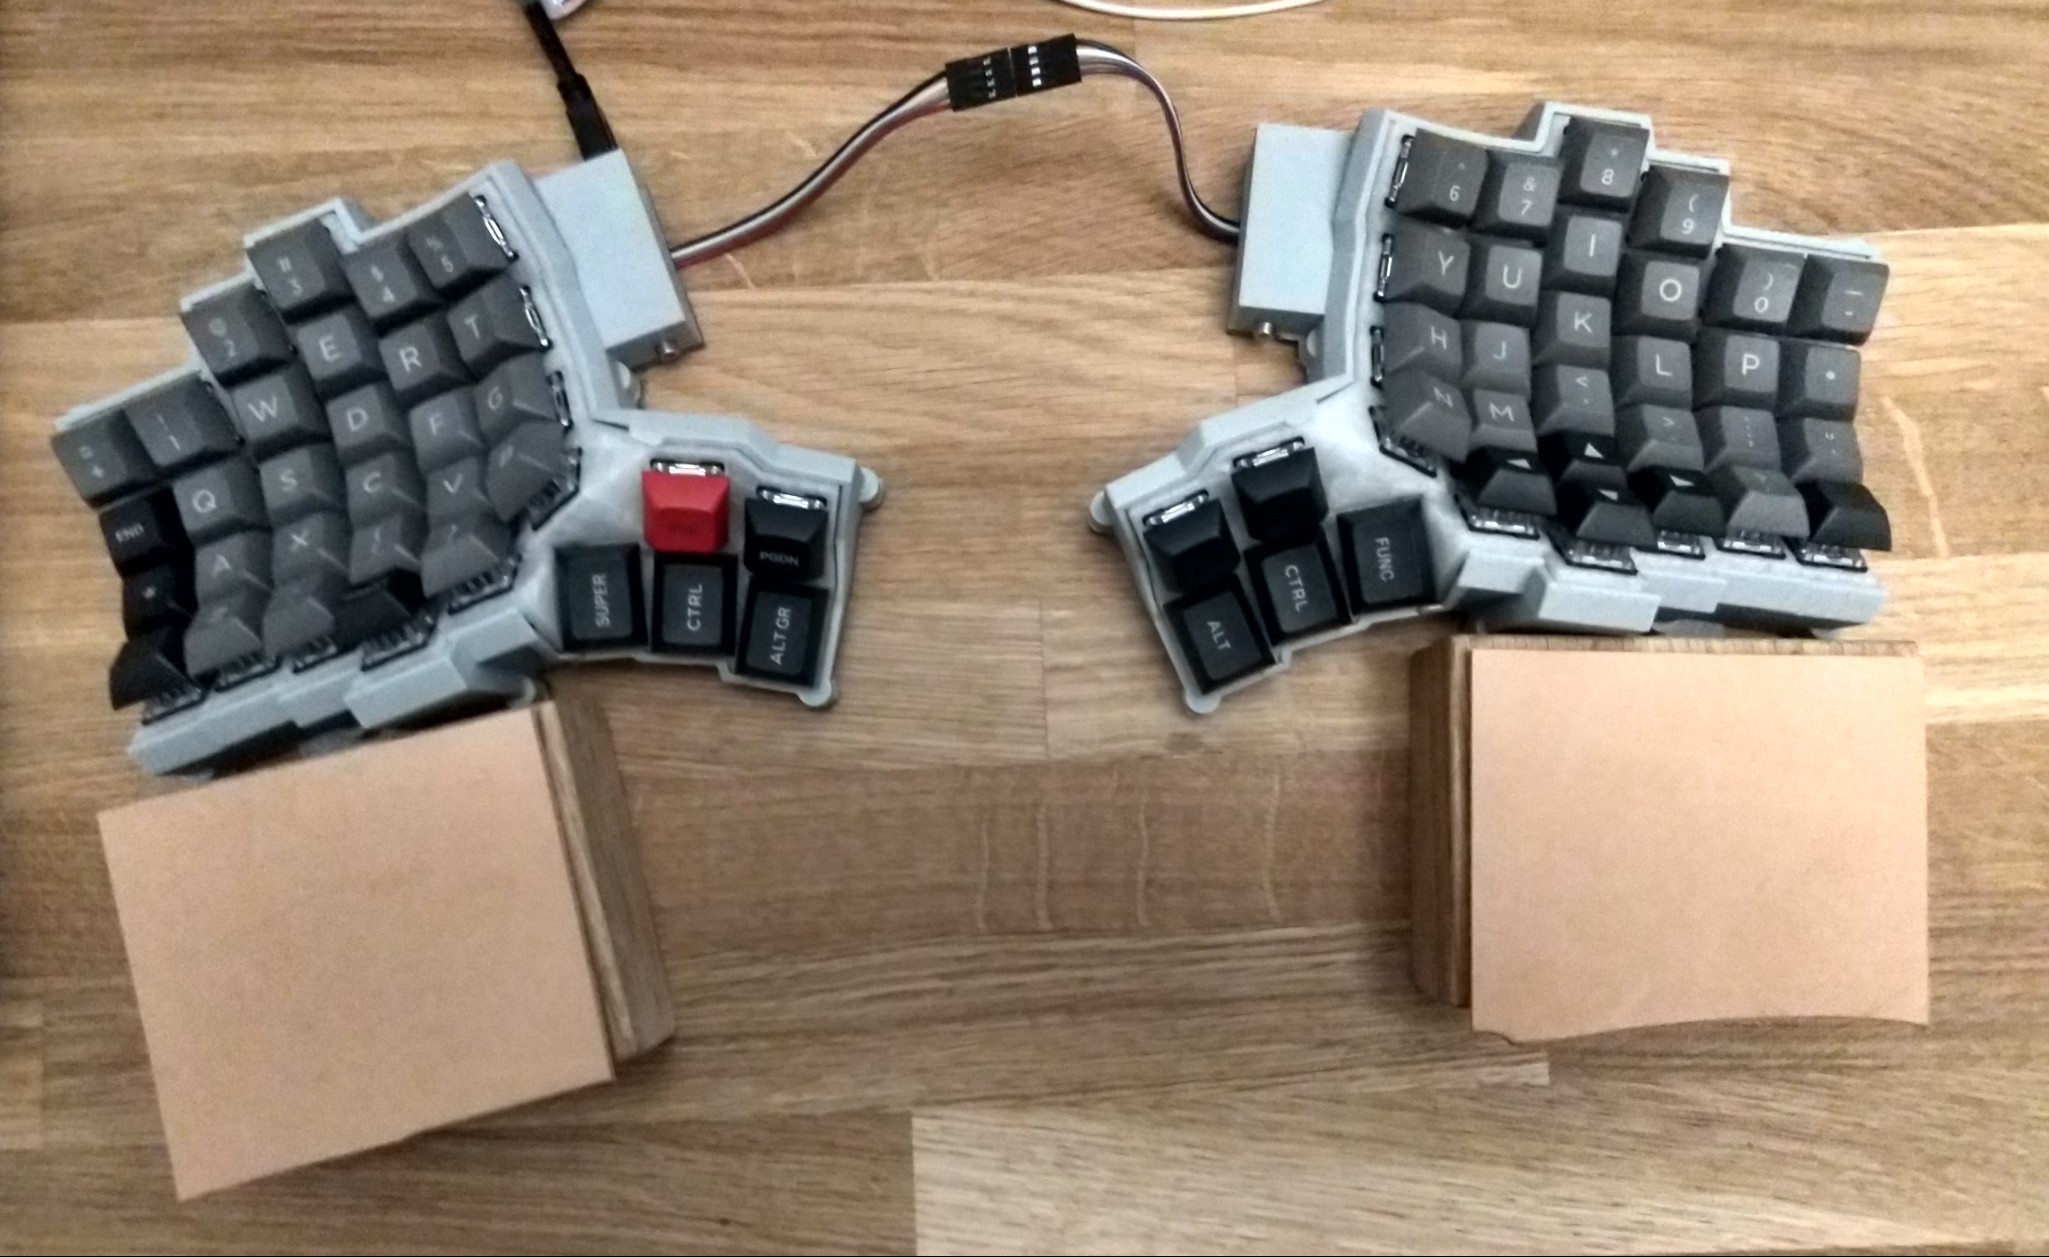 # 3
$ 4
% 5
@ 2
E
R
T
! 1
W
D
F
G
+ =
Q
S
C
V
B
END
A
X
Z
SUPER
CTRL
ALT GR
PGDN
^ 6
& 7
* 8
( 9
) 0
_ -
Y
U
I
O
P
H
J
K
L
N
M
<
>
ALT
CTRL
FUNC